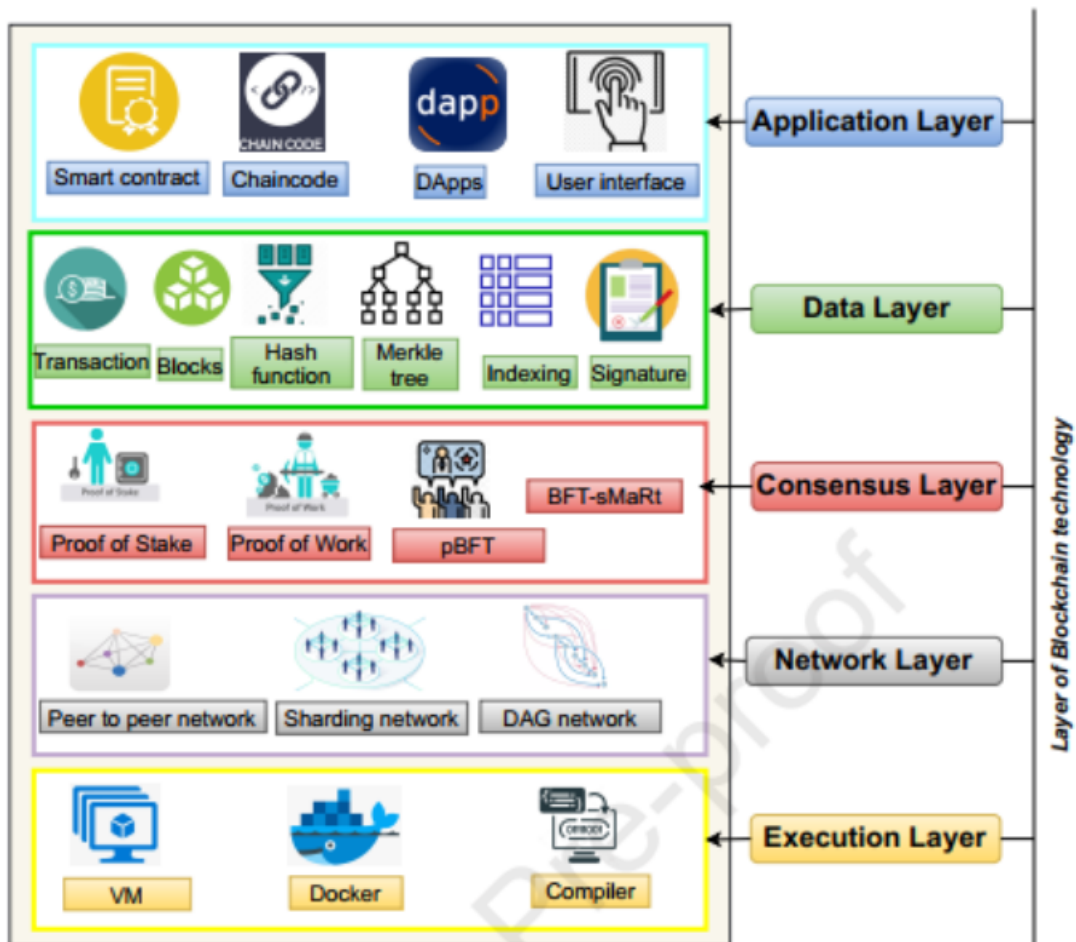 CHAIN CODE
dapp
Smart contract
Chaincode
DApps
User interface
Application Layer
Transaction
Blocks
Hash
function
Merkle
tree
Indexing
Signature
Data Layer
Proof of Stake
Proof of Work
Proof of Stake
Proof of Work
pBFT
BFT-sMaRt
Consensus Layer
Peer to peer network
Sharding network
DAG network
Network Layer
VM
Docker
Compiler
Execution Layer
Layer of Blockchain technology
Pre-proof